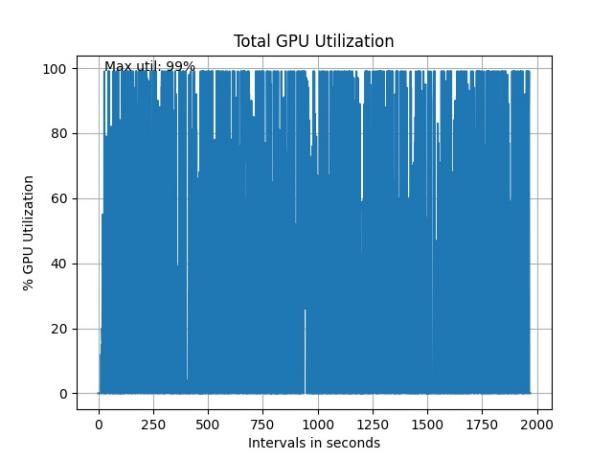 Total GPU Utilization
Max util: 99%
100
80
60
40
20
0
% GPU Utilization
0 250 500 750 1000 1250 1500 1750 2000
Intervals in seconds